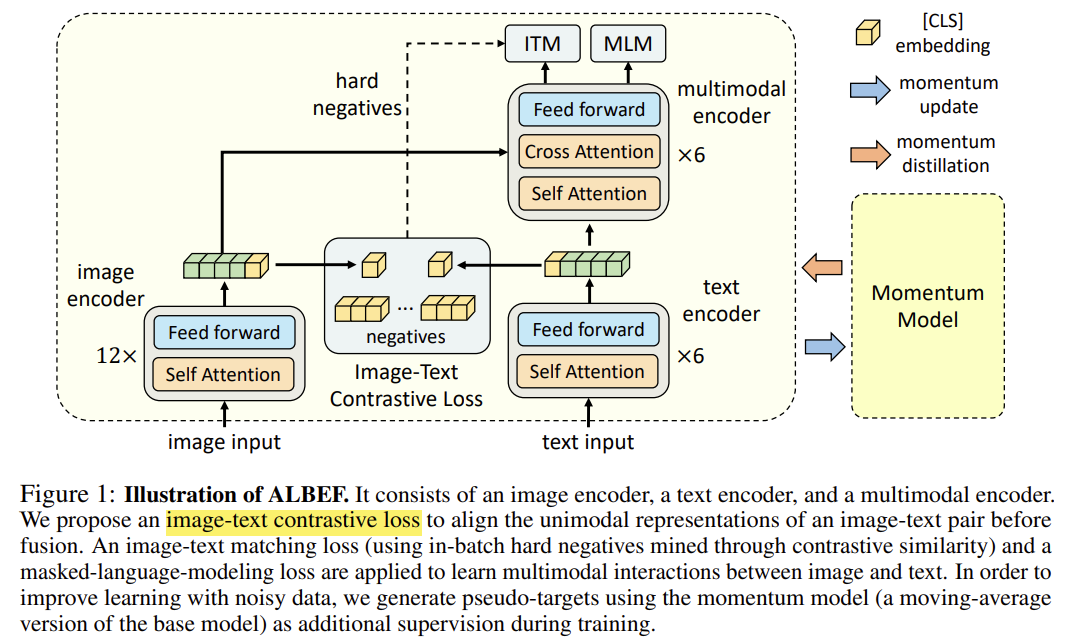 ITM
MLM
[CLS]
embedding
hard
negatives
multimodal
encoder
Feed forward
Cross Attention
×6
Self Attention
momentum
update
momentum
distillation
image
encoder
Feed forward
12×
Self Attention
...
negatives
Image-Text
Contrastive Loss
text
encoder
Feed forward
×6
Self Attention
Momentum
Model
image input
text input
Figure 1: Illustration of ALBEF. It consists of an image encoder, a text encoder, and a multimodal encoder.
We propose an image-text contrastive loss to align the unimodal representations of an image-text pair before
fusion. An image-text matching loss (using in-batch hard negatives mined through contrastive similarity) and a
masked-language-modeling loss are applied to learn multimodal interactions between image and text. In order to
improve learning with noisy data, we generate pseudo-targets using the momentum model (a moving-average
version of the base model) as additional supervision during training.